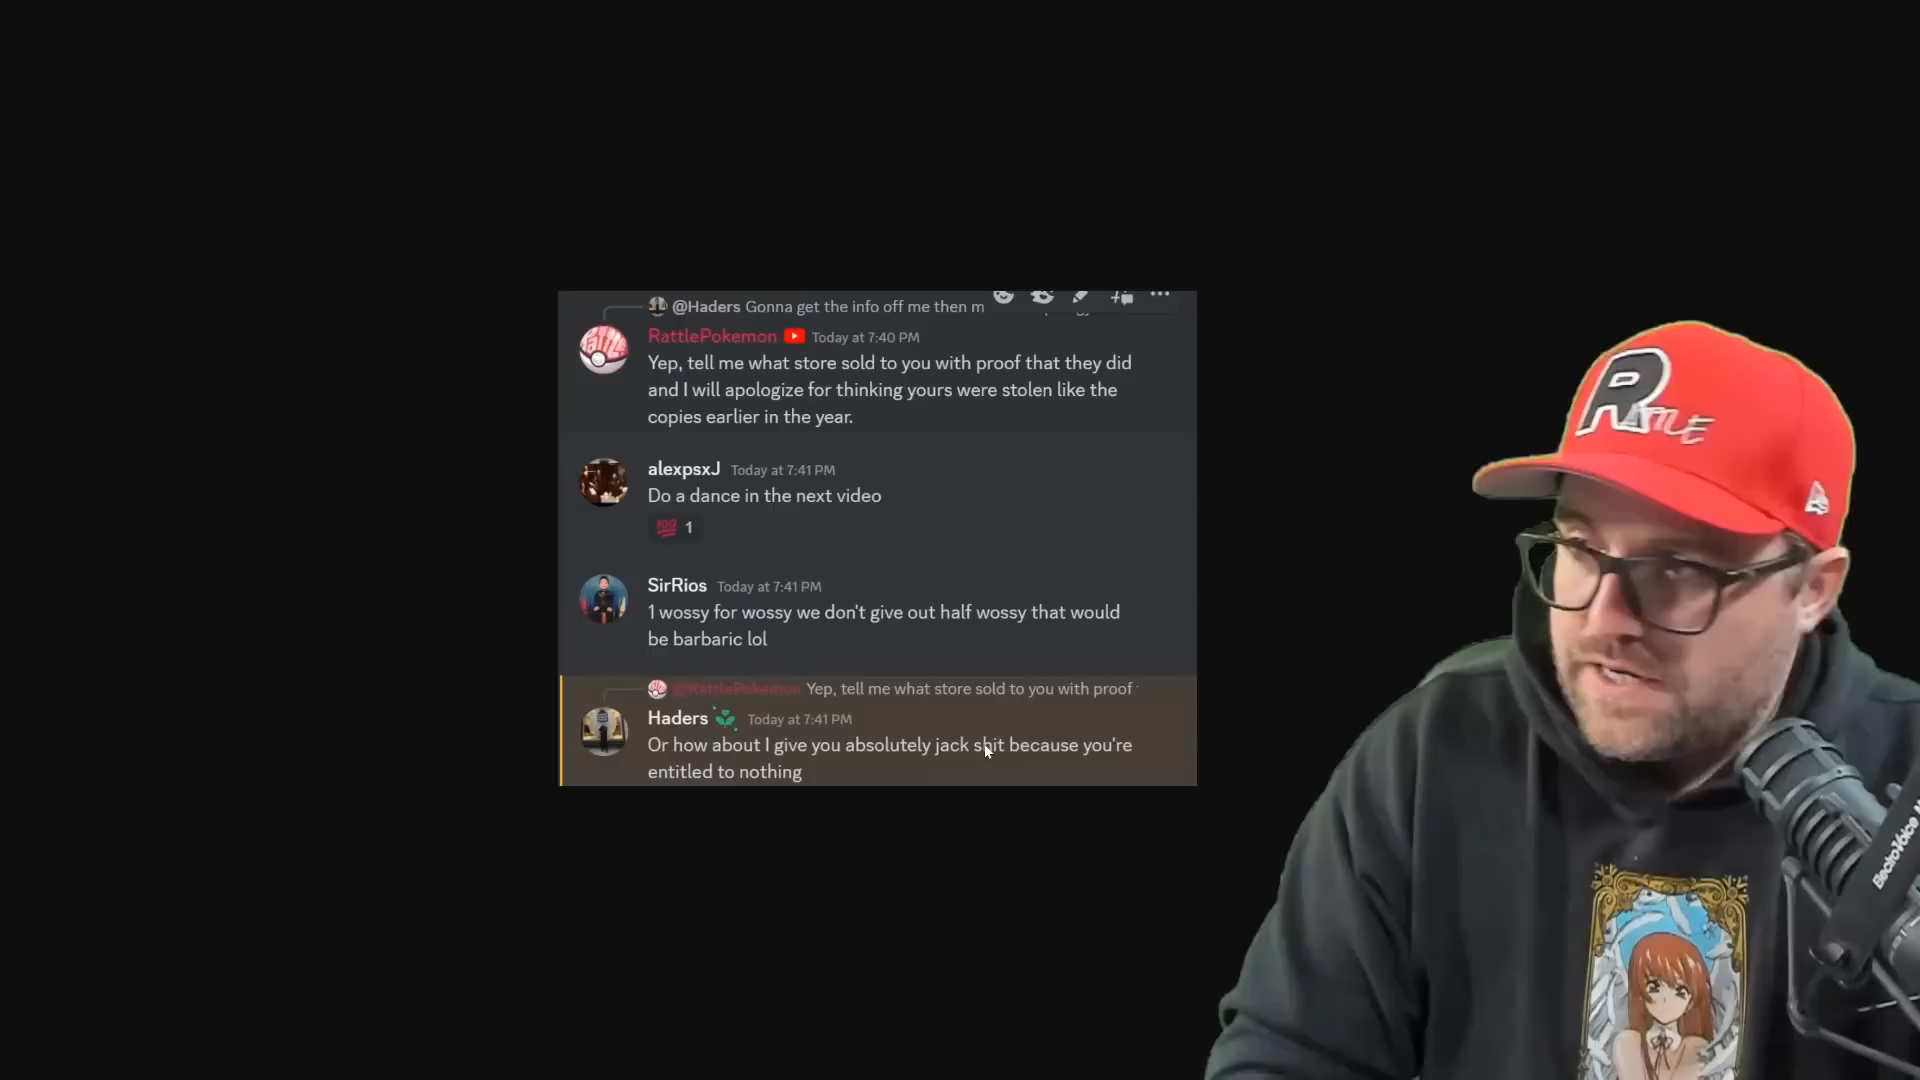 @Haders Gonna get the info off me then m
RattlePokemon Today at 7:40 PM
Yep, tell me what store sold to you with proof that they did
and I will apologize for thinking yours were stolen like the
copies earlier in the year.
alexpsxJ Today at 7:41 PM
Do a dance in the next video
100 1
SirRios Today at 7:41 PM
1 wossy for wossy we don't give out half wossy that would
be barbaric lol
@RattlePokemon Yep, tell me what store sold to you with proof
Haders Today at 7:41 PM
Or how about I give you absolutely jack shit because you're
entitled to nothing
RATTLE
ElectroVoice